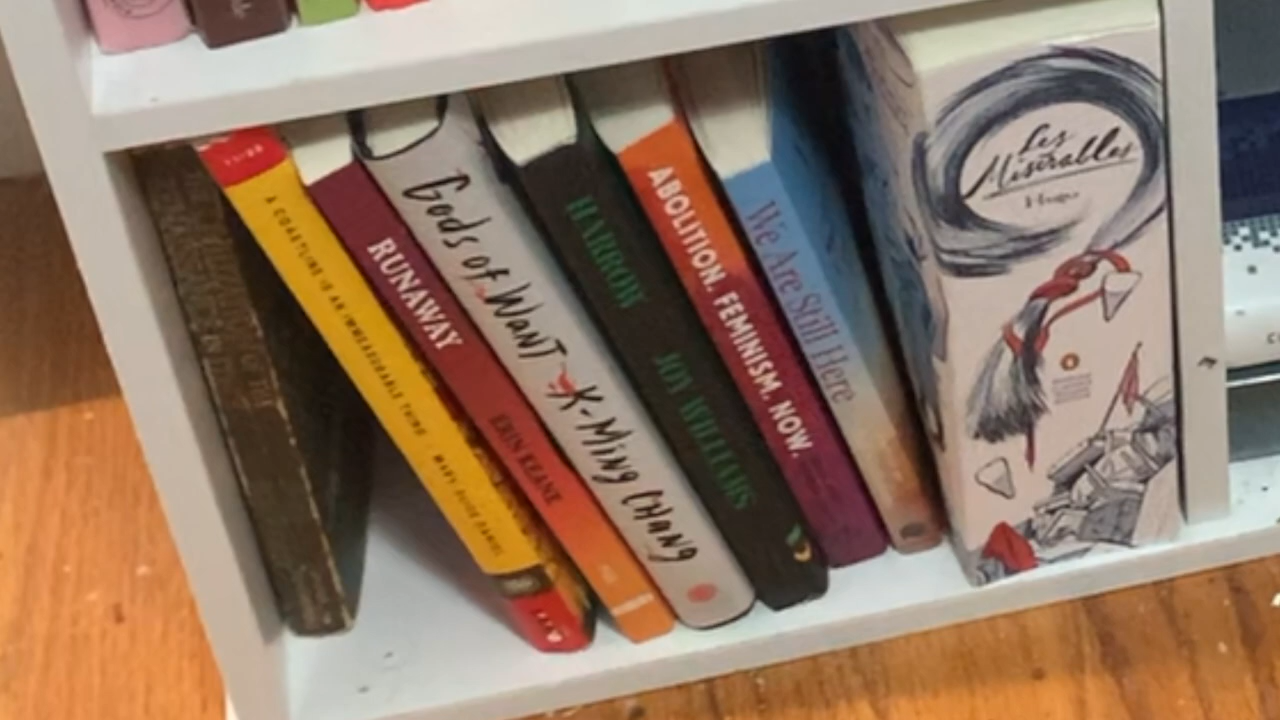 A COASTLINE IS AN IMMEASURABLE THING
MARY-ALICE DANIEL
RUNAWAY
ERIN KEANE
Gods of Want
K-Ming Chang
HARROW
JOY WILLIAMS
ABOLITION. FEMINISM. NOW.
We Are Still Here
Les
Misérables
Hugo